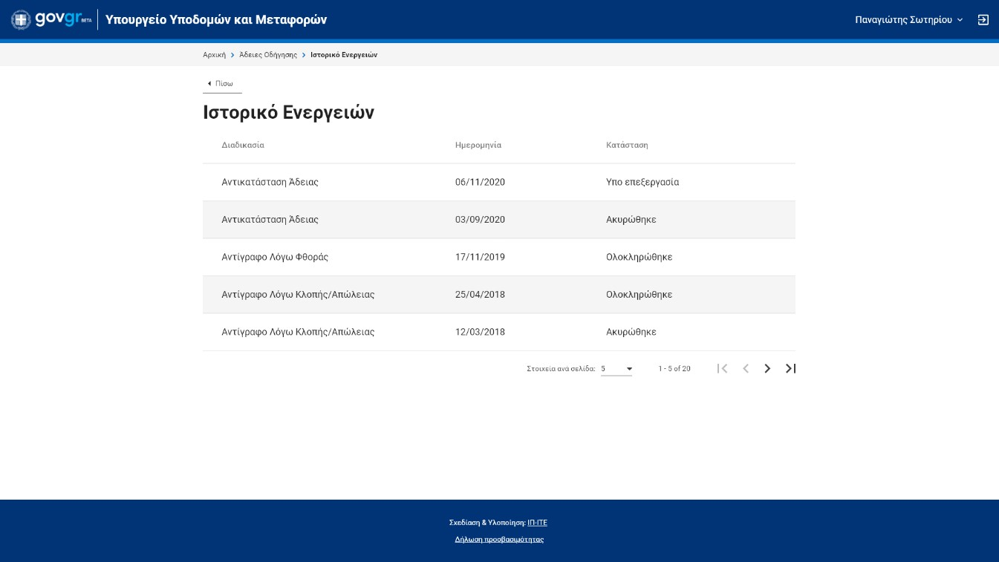 govgr BETA Υπουργείο Υποδομών και Μεταφορών Παναγιώτης Σωτηρίου
Αρχική Άδειες Οδήγησης Ιστορικό Ενεργειών
Πίσω
Ιστορικό Ενεργειών
Διαδικασία Ημερομηνία Κατάσταση
Αντικατάσταση Άδειας 06/11/2020 Υπο επεξεργασία
Αντικατάσταση Άδειας 03/09/2020 Ακυρώθηκε
Αντίγραφο Λόγω Φθοράς 17/11/2019 Ολοκληρώθηκε
Αντίγραφο Λόγω Κλοπής/Απώλειας 25/04/2018 Ολοκληρώθηκε
Αντίγραφο Λόγω Κλοπής/Απώλειας 12/03/2018 Ακυρώθηκε
Στοιχεία ανά σελίδα: 5 1 - 5 of 20
Σχεδίαση & Υλοποίηση: ΙΠ-ΙΤΕ
Δήλωση προσβασιμότητας